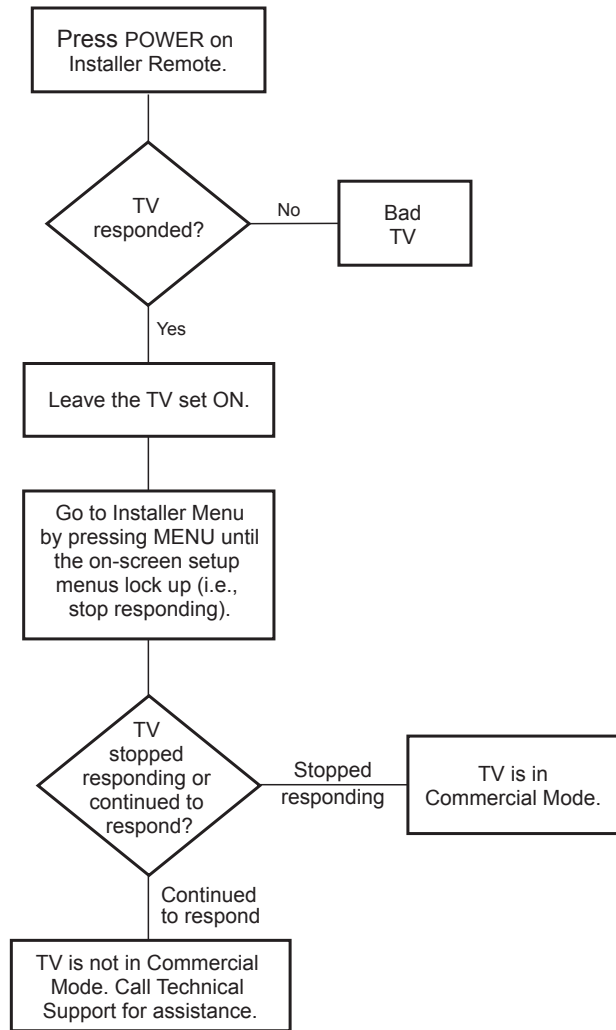 Press POWER on
Installer Remote.
TV
responded?
No
Bad
TV
Yes
Leave the TV set ON.
Go to Installer Menu
by pressing MENU until
the on-screen setup
menus lock up (i.e.,
stop responding).
TV
stopped
responding or
continued to
respond?
Stopped
responding
TV is in
Commercial Mode.
Continued
to respond
TV is not in Commercial
Mode. Call Technical
Support for assistance.